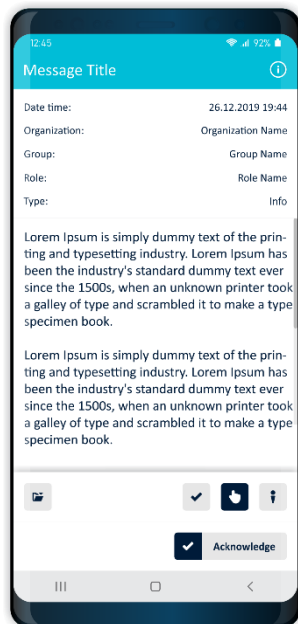 12:45 92%
Message Title
Date time: 26.12.2019 19:44
Organization: Organization Name
Group: Group Name
Role: Role Name
Type: Info
Lorem Ipsum is simply dummy text of the prin-
ting and typesetting industry. Lorem Ipsum has
been the industry's standard dummy text ever
since the 1500s, when an unknown printer took
a galley of type and scrambled it to make a type
specimen book.
Lorem Ipsum is simply dummy text of the prin-
ting and typesetting industry. Lorem Ipsum has
been the industry's standard dummy text ever
since the 1500s, when an unknown printer took
a galley of type and scrambled it to make a type
specimen book.
Acknowledge